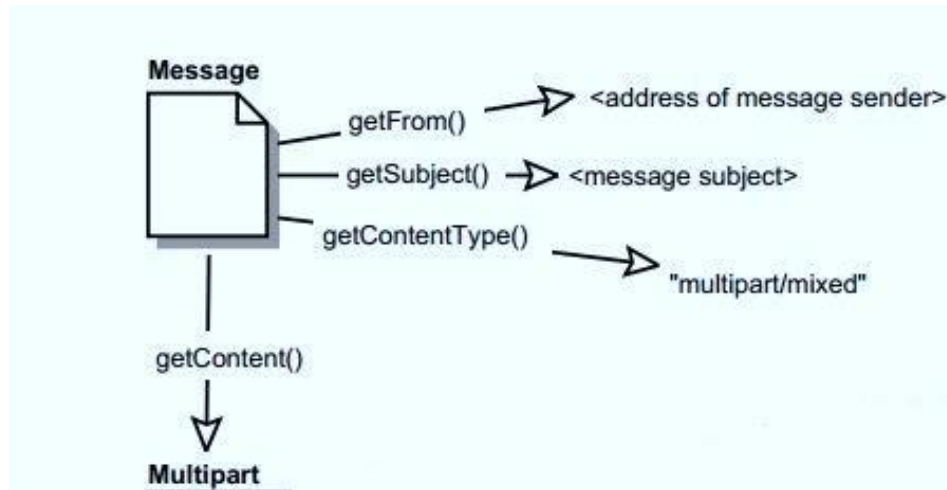 Message
getFrom()
<address of message sender>
getSubject()
<message subject>
getContentType()
"multipart/mixed"
getContent()
Multipart